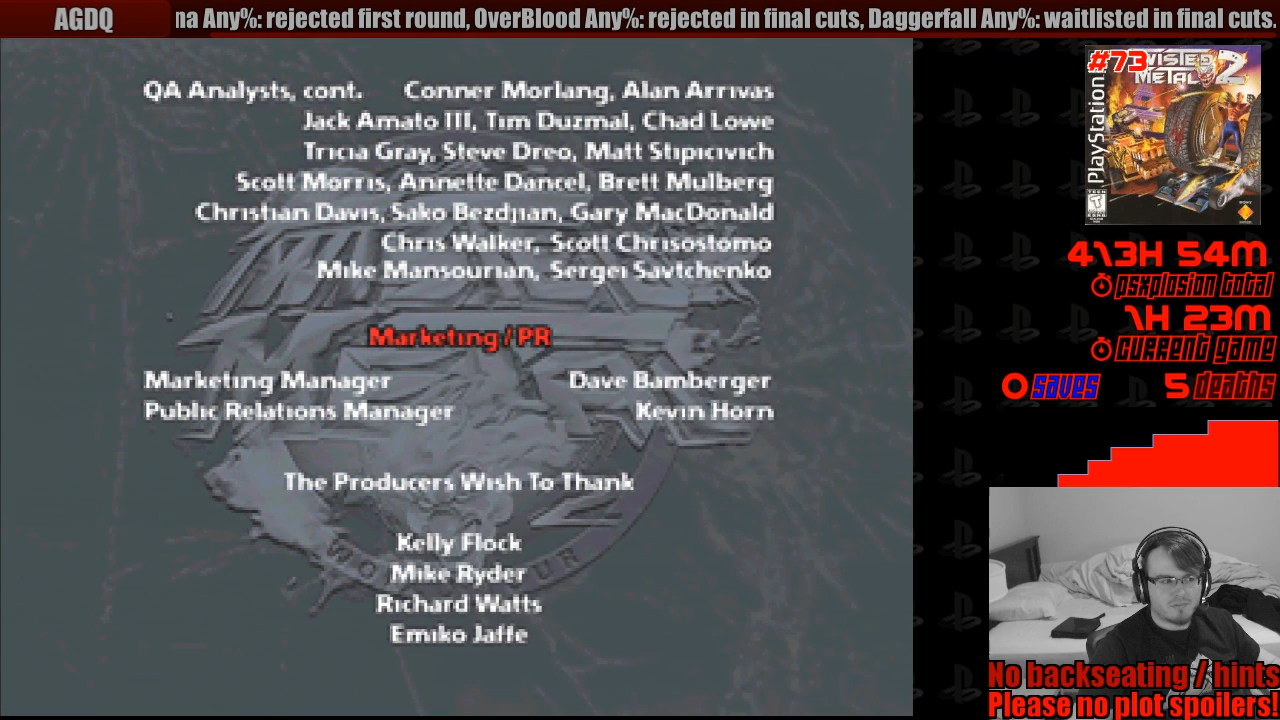 AGDQ
na Any%: rejected first round, OverBlood Any%: rejected in final cuts, Daggerfall Any%: waitlisted in final cuts.
QA Analysts, cont. Conner Morlang, Alan Arrivas
Jack Amato III, Tim Duzmal, Chad Lowe
Tricia Gray, Steve Dreo, Matt Stipicivich
Scott Morris, Annette Dancel, Brett Mulberg
Christian Davis, Sako Bezdjian, Gary MacDonald
Chris Walker, Scott Chrisostomo
Mike Mansourian, Sergei Savtchenko
Marketing / PR
Marketing Manager Dave Bamberger
Public Relations Manager Kevin Horn
The Producers Wish To Thank
Kelly Flock
Mike Ryder
Richard Watts
Emiko Jaffe
#73
TWISTED
METAL 2
PlayStation
4\3H 54M
psxplosion total
\H 23M
current game
0 saves 5 deaths
No backseating / hints
Please no plot spoilers!